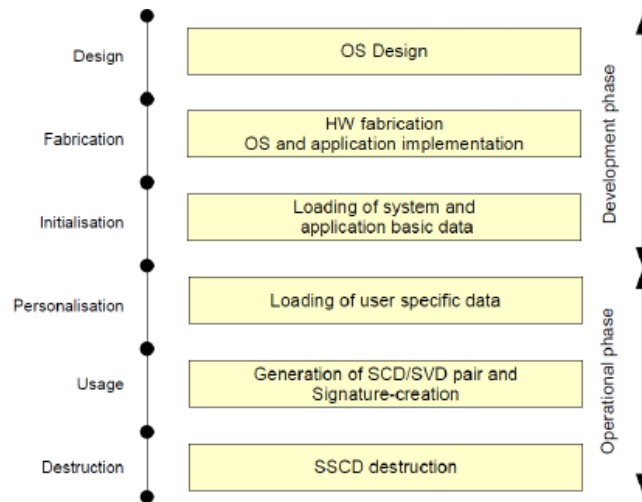 Design
OS Design
Fabrication
HW fabrication
OS and application implementation
Initialisation
Loading of system and
application basic data
Development phase
Personalisation
Loading of user specific data
Usage
Generation of SCD/SVD pair and
Signature-creation
Destruction
SSCD destruction
Operational phase